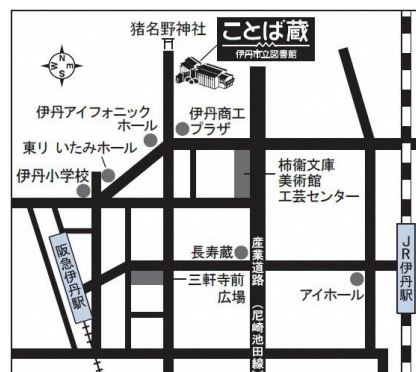 猪名野神社
ことば蔵
伊丹市立図書館
N
E
S
W
伊丹アイフォニック
ホール
伊丹商工
プラザ
東リ いたみホール
伊丹小学校
柿衞文庫
美術館
工芸センター
阪急伊丹駅
長寿蔵
三軒寺前
広場
産業道路(尼崎池田線)
アイホール
JR伊丹駅